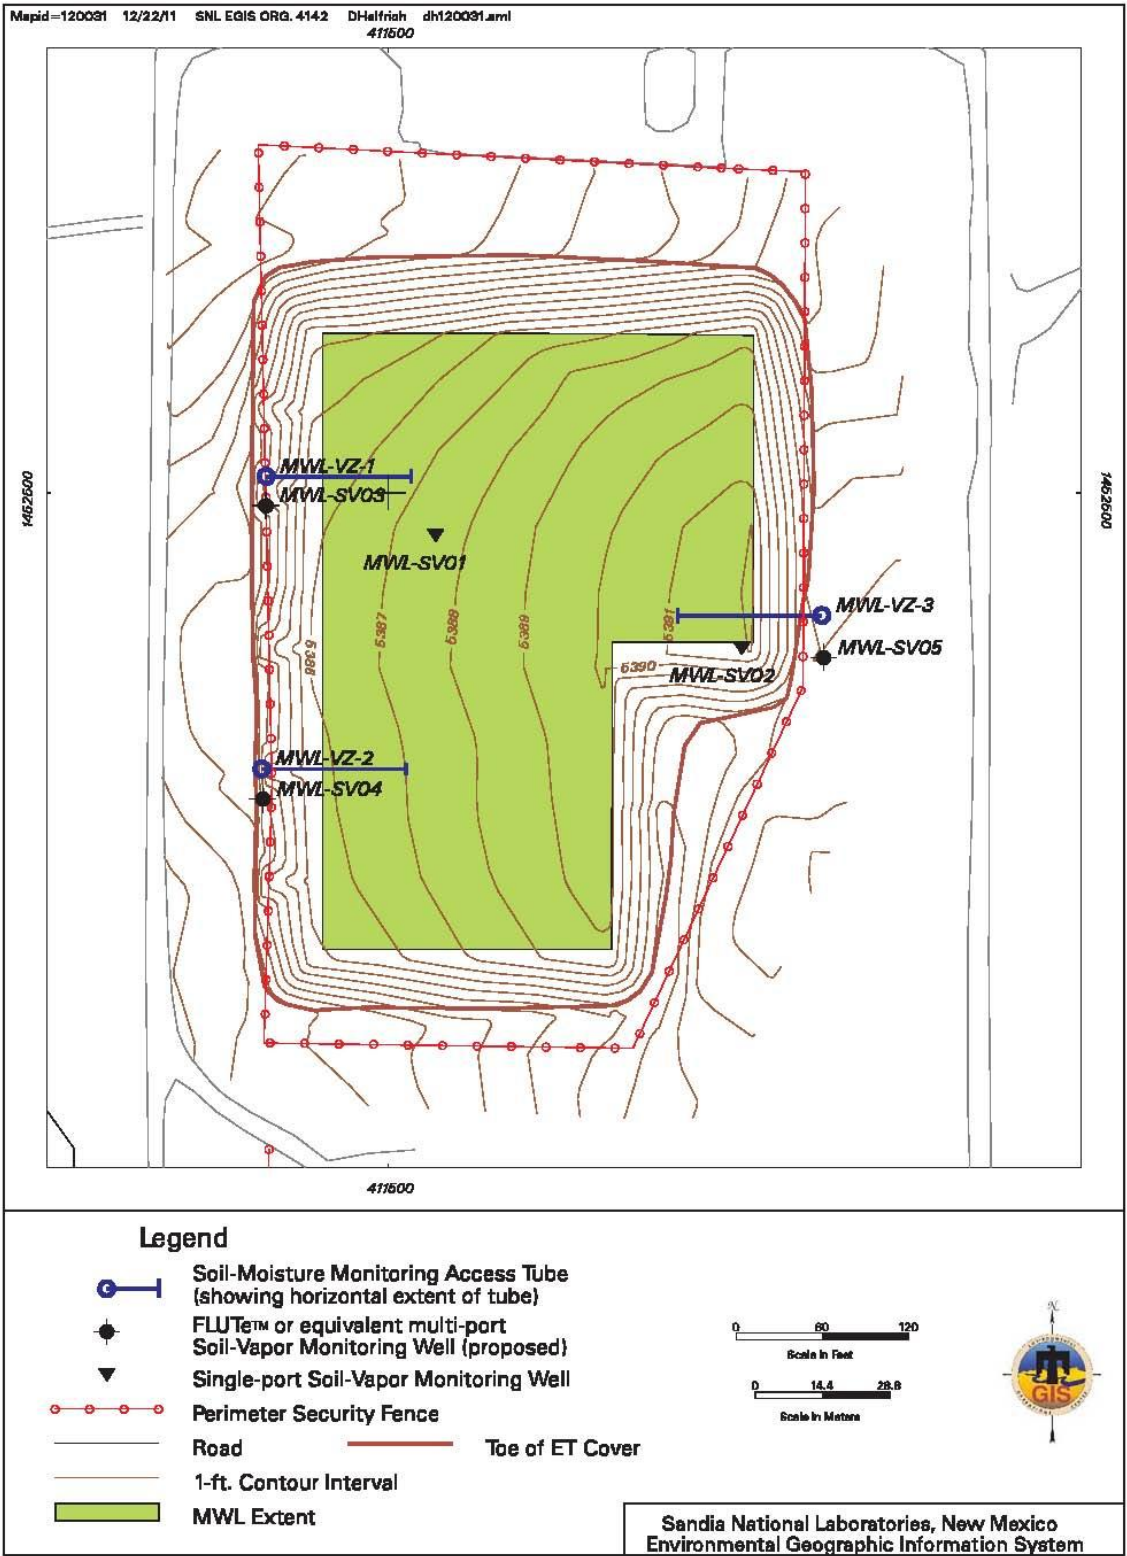 Mapid=120031 12/22/11 SNL EGIS ORG. 4142 DHelfrich dh120031.aml
411500
MWL-VZ-1
1462600
MWL-SV03
1462600
MWL-SV01
MWL-VZ-3
5386
5387
5388
5389
5391
MWL-SV05
5390
MWL-SV02
MWL-VZ-2
MWL-SV04
411500
Legend
Soil-Moisture Monitoring Access Tube
(showing horizontal extent of tube)
FLUTe™ or equivalent multi-port
Soil-Vapor Monitoring Well (proposed)
Single-port Soil-Vapor Monitoring Well
Perimeter Security Fence
Road
Toe of ET Cover
1-ft. Contour Interval
MWL Extent
0 60 120
Scale in Feet
0 14.4 28.8
Scale in Meters
N
GIS
Sandia National Laboratories, New Mexico
Environmental Geographic Information System